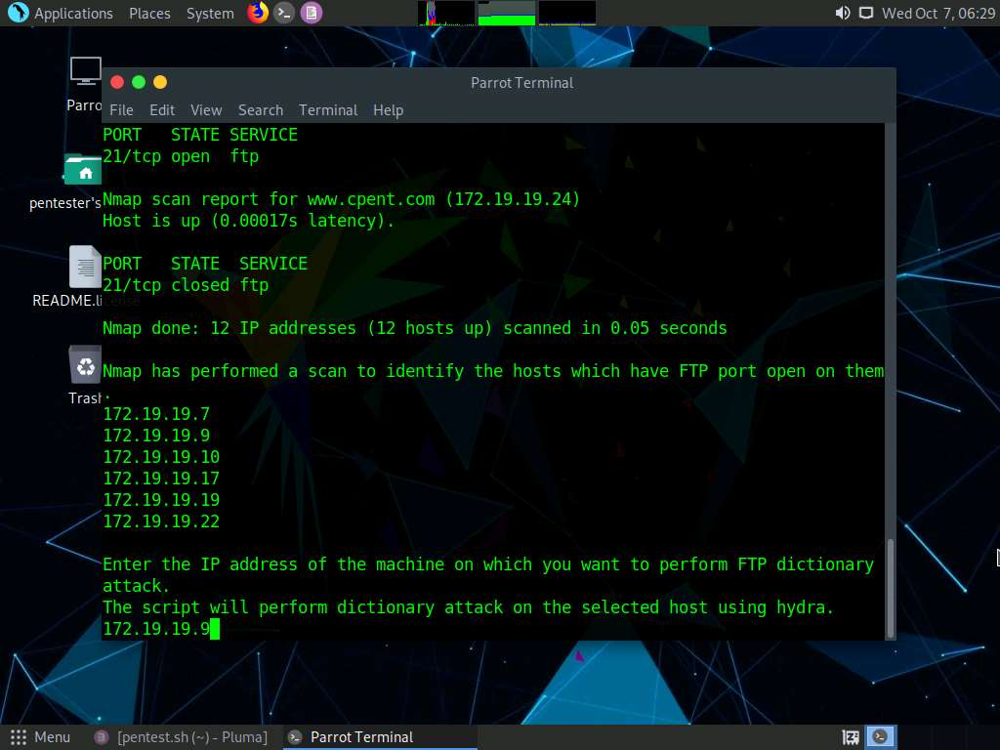 Applications Places System Wed Oct 7, 06:29
Parrot Terminal
File Edit View Search Terminal Help
Parro
pentester's
README.license
Trash
PORT STATE SERVICE
21/tcp open ftp
Nmap scan report for www.cpent.com (172.19.19.24)
Host is up (0.00017s latency).
PORT STATE SERVICE
21/tcp closed ftp
Nmap done: 12 IP addresses (12 hosts up) scanned in 0.05 seconds
Nmap has performed a scan to identify the hosts which have FTP port open on them
.
172.19.19.7
172.19.19.9
172.19.19.10
172.19.19.17
172.19.19.19
172.19.19.22
Enter the IP address of the machine on which you want to perform FTP dictionary
attack.
The script will perform dictionary attack on the selected host using hydra.
172.19.19.9
Menu [pentest.sh (~) - Pluma] Parrot Terminal